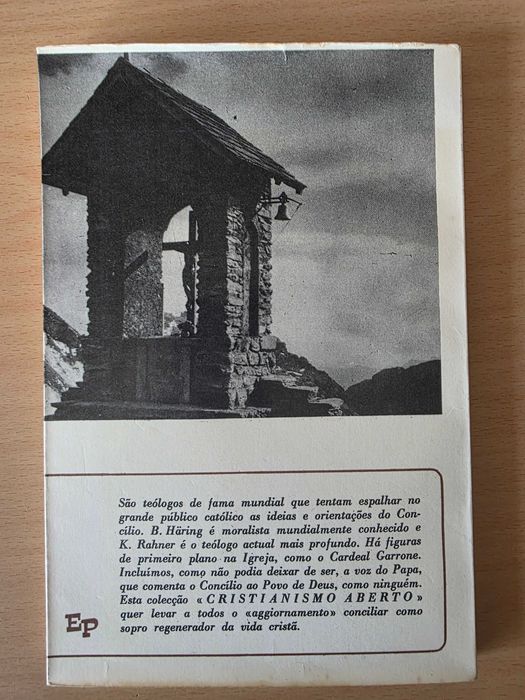 São teólogos de fama mundial que tentam espalhar no
grande público católico as ideias e orientações do Con-
cílio. B. Häring é moralista mundialmente conhecido e
K. Rahner é o teólogo actual mais profundo. Há figuras
de primeiro plano na Igreja, como o Cardeal Garrone.
Incluímos, como não podia deixar de ser, a voz do Papa,
que comenta o Concílio ao Povo de Deus, como ninguém.
Esta colecção «CRISTIANISMO ABERTO»
quer levar a todos o «aggiornamento» conciliar como
sopro regenerador da vida cristã.
EP